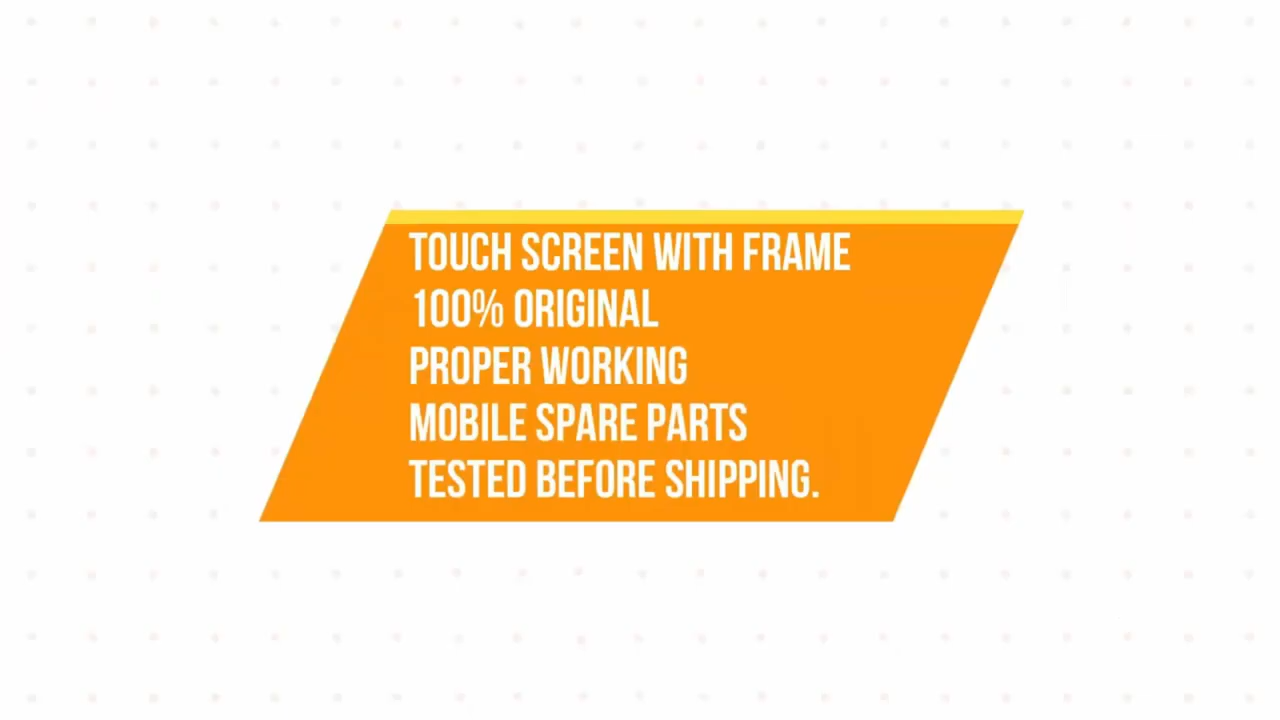 TOUCH SCREEN WITH FRAME
100% ORIGINAL
PROPER WORKING
MOBILE SPARE PARTS
TESTED BEFORE SHIPPING.